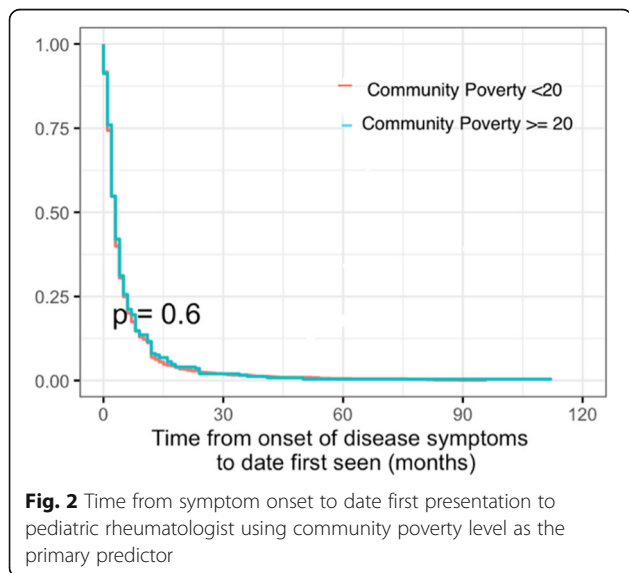 1.00
0.75
0.50
0.25
0.00
Community Poverty <20
Community Poverty >= 20
p = 0.6
0 30 60 90 120
Time from onset of disease symptoms
to date first seen (months)
Fig. 2 Time from symptom onset to date first presentation to
pediatric rheumatologist using community poverty level as the
primary predictor